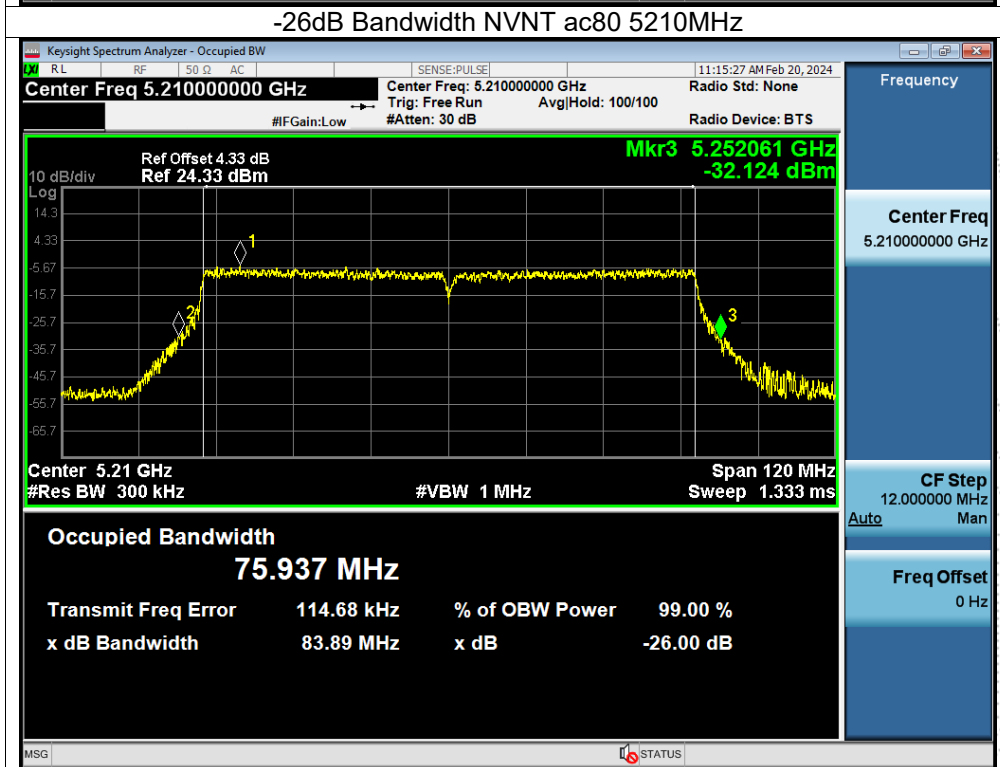 -26dB Bandwidth NVNT ac80 5210MHz
Keysight Spectrum Analyzer - Occupied BW
LXI RL RF 50 Ω AC SENSE:PULSE 11:15:27 AM Feb 20, 2024
Center Freq 5.210000000 GHz Center Freq: 5.210000000 GHz Radio Std: None
Trig: Free Run Avg|Hold: 100/100
#IFGain:Low #Atten: 30 dB Radio Device: BTS
Frequency
Mkr3 5.252061 GHz
-32.124 dBm
Ref Offset 4.33 dB
10 dB/div Ref 24.33 dBm
Log
14.3
4.33
-5.67
-15.7
-25.7
-35.7
-45.7
-55.7
-65.7
1
2
3
Center 5.21 GHz Span 120 MHz
#Res BW 300 kHz #VBW 1 MHz Sweep 1.333 ms
Center Freq
5.210000000 GHz
CF Step
12.000000 MHz
Auto Man
Freq Offset
0 Hz
Occupied Bandwidth
75.937 MHz
Transmit Freq Error 114.68 kHz % of OBW Power 99.00 %
x dB Bandwidth 83.89 MHz x dB -26.00 dB
MSG STATUS